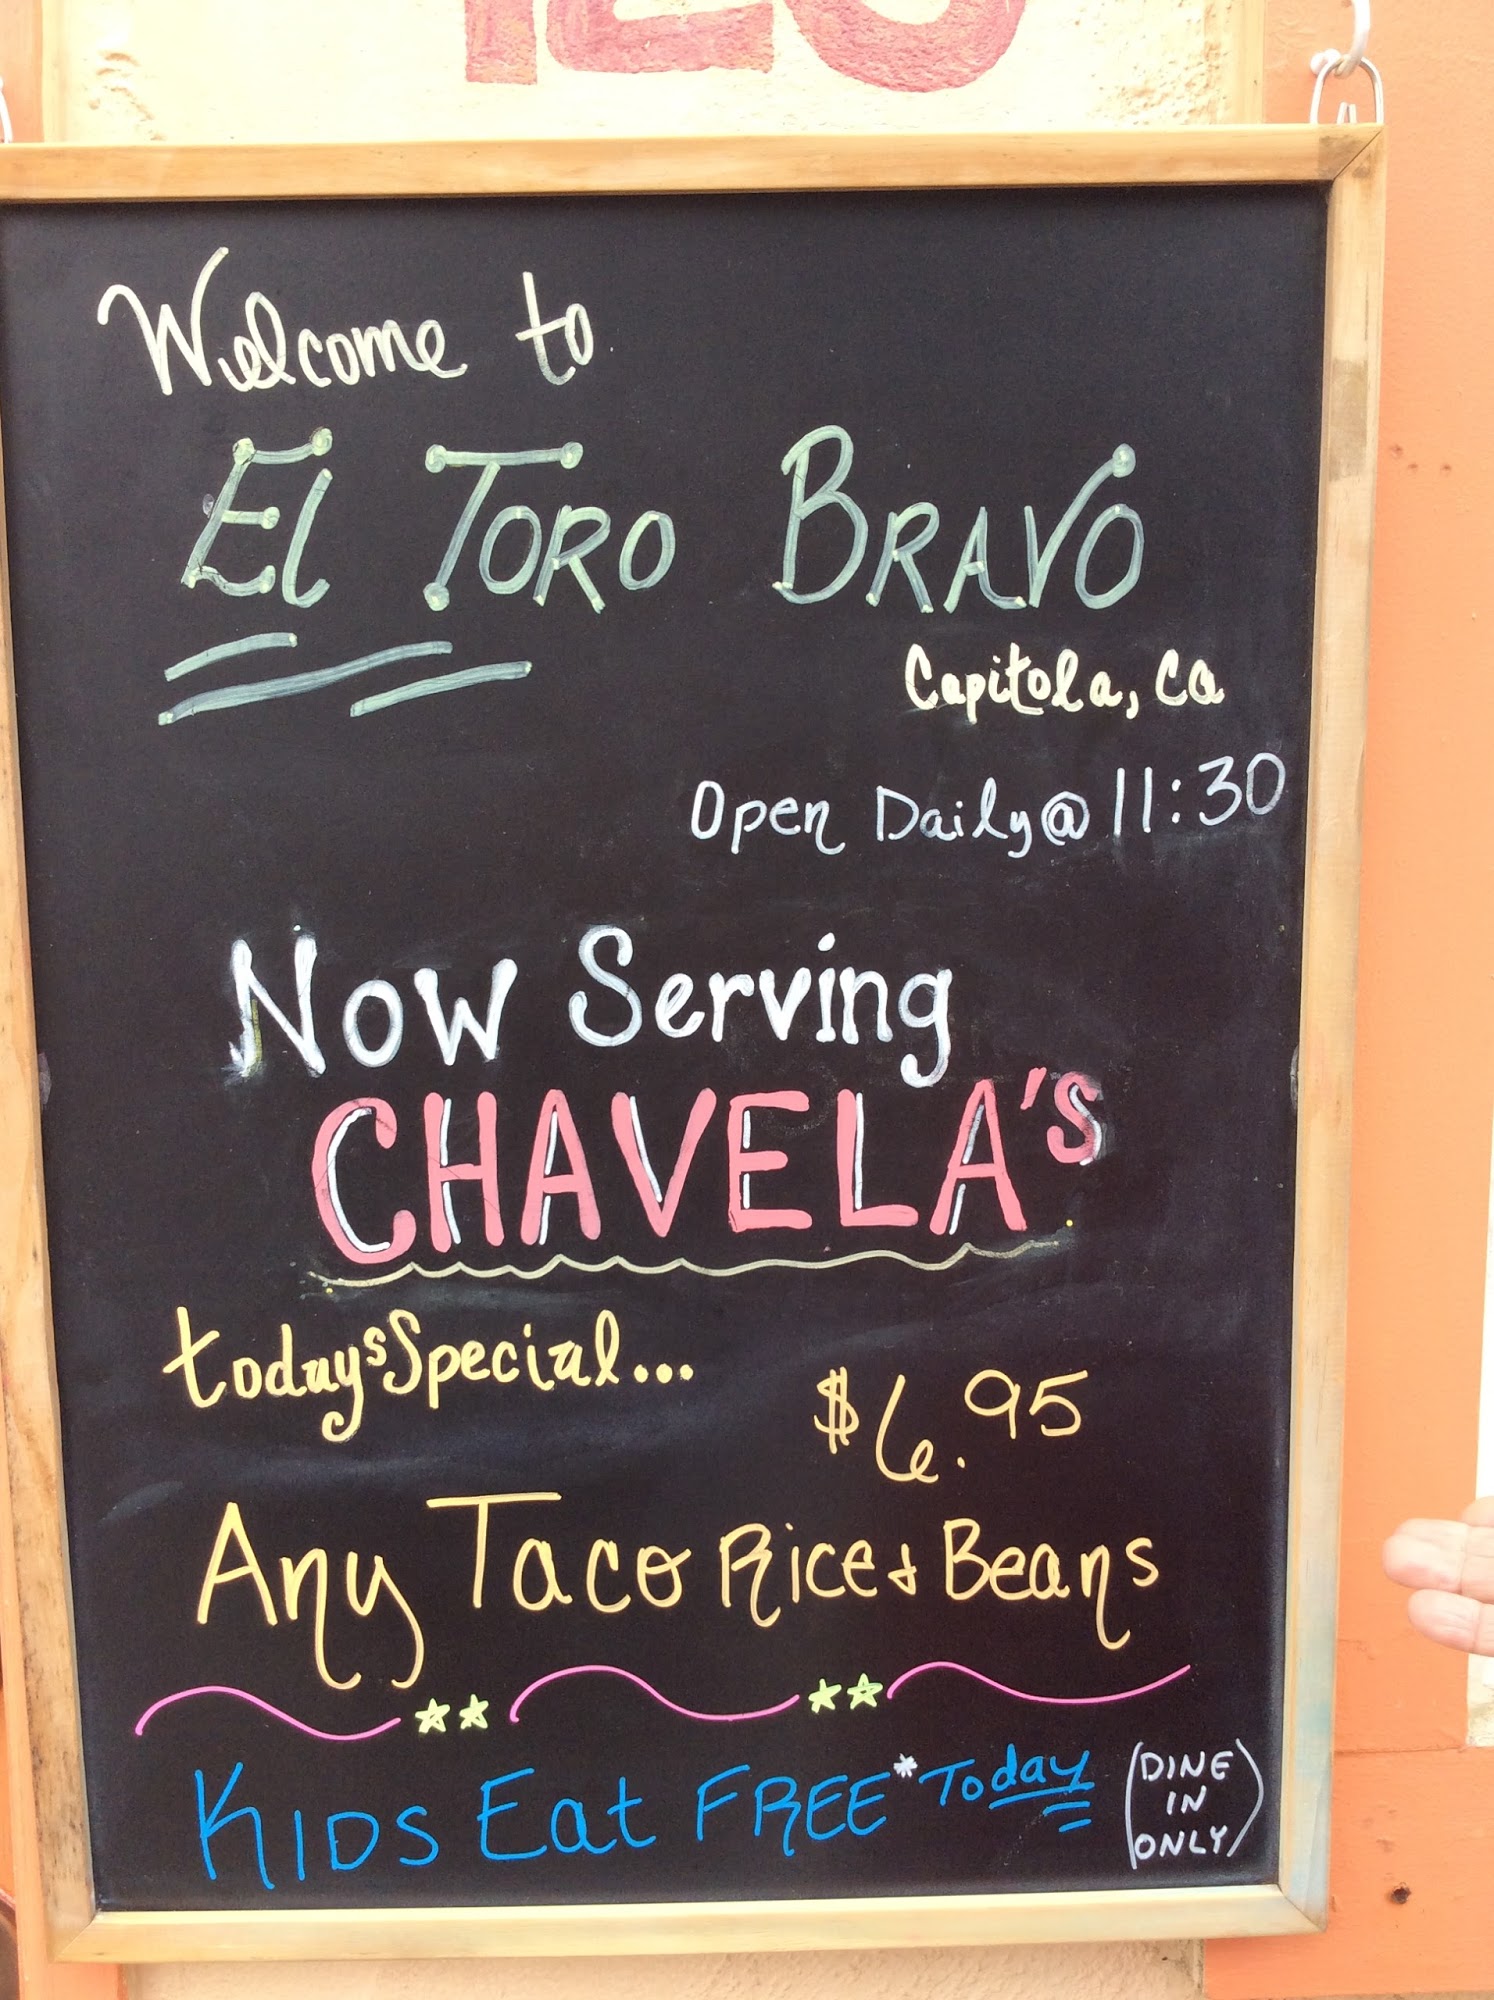 123
Welcome to
El Toro Bravo
Capitola, Ca
Open Daily @ 11:30
Now Serving
CHAVELA's
todays Special...
$6.95
Any Taco Rice & Beans
KIDS Eat FREE* Today
(DINE
IN
ONLY)